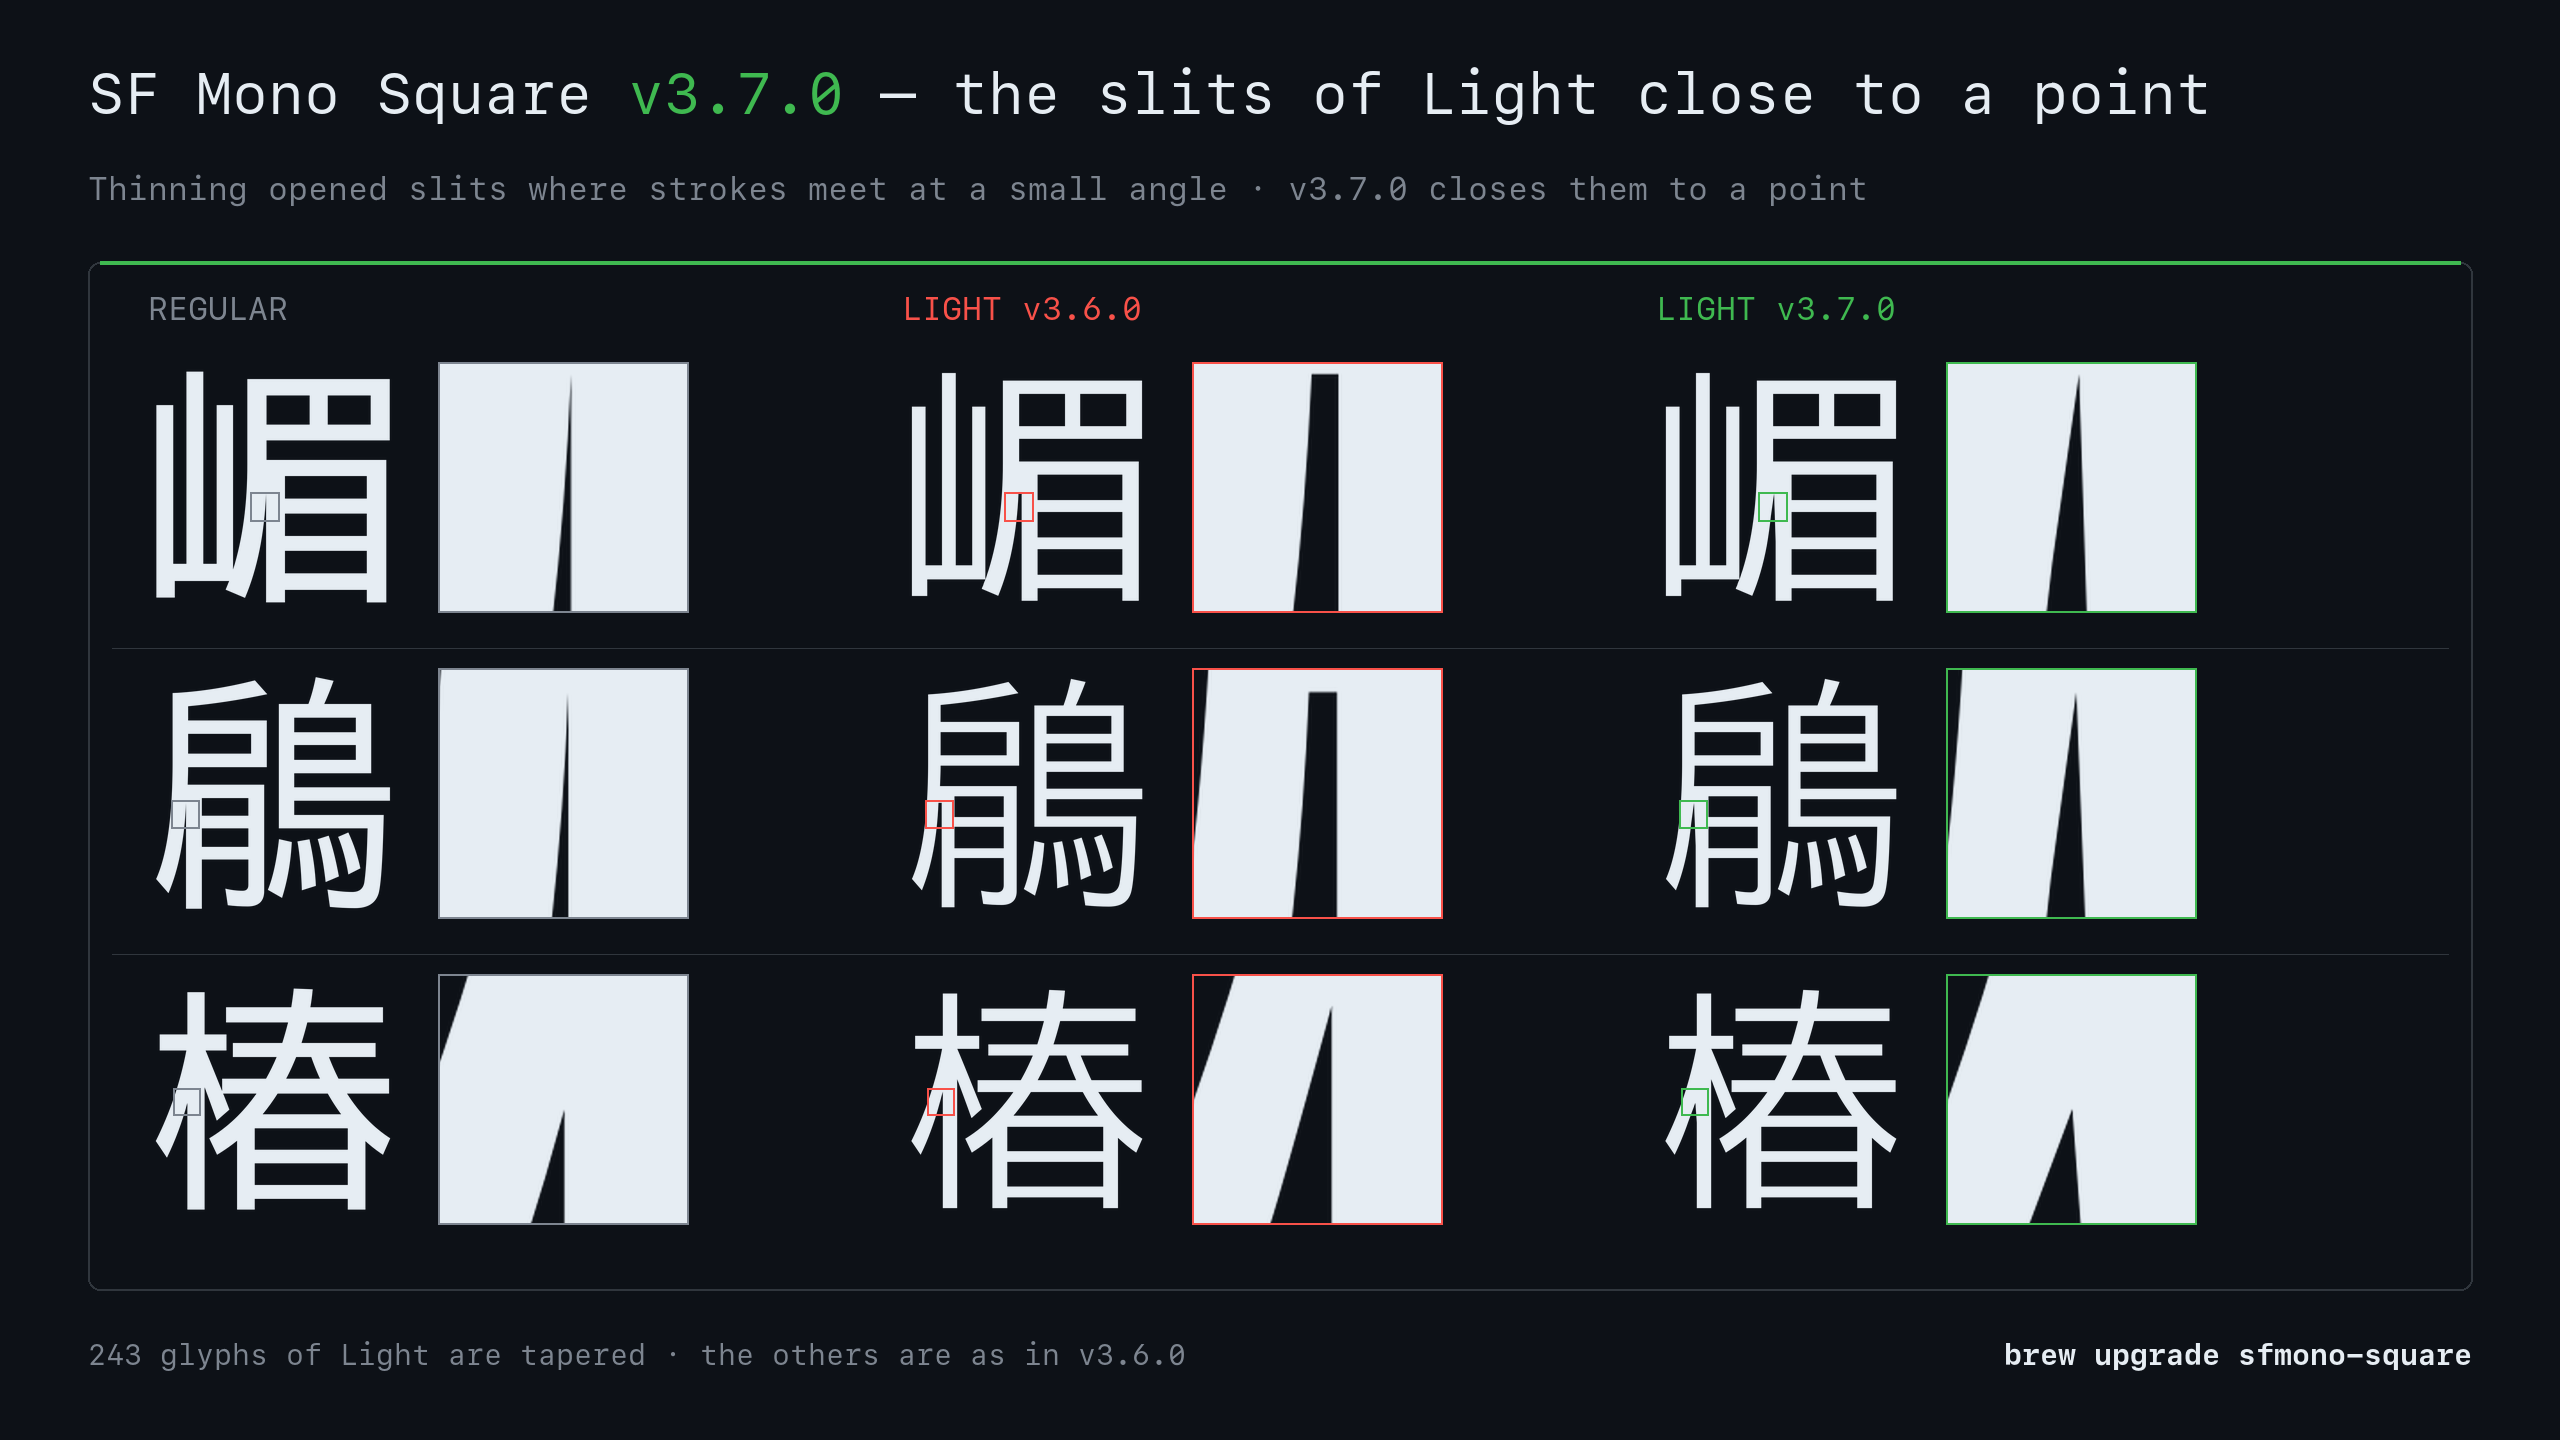 SF Mono Square v3.7.0 — the slits of Light close to a point
Thinning opened slits where strokes meet at a small angle · v3.7.0 closes them to a point
REGULAR LIGHT v3.6.0 LIGHT v3.7.0
嵋 嵋 嵋
鶮 鶮 鶮
椿 椿 椿
243 glyphs of Light are tapered · the others are as in v3.6.0
brew upgrade sfmono-square